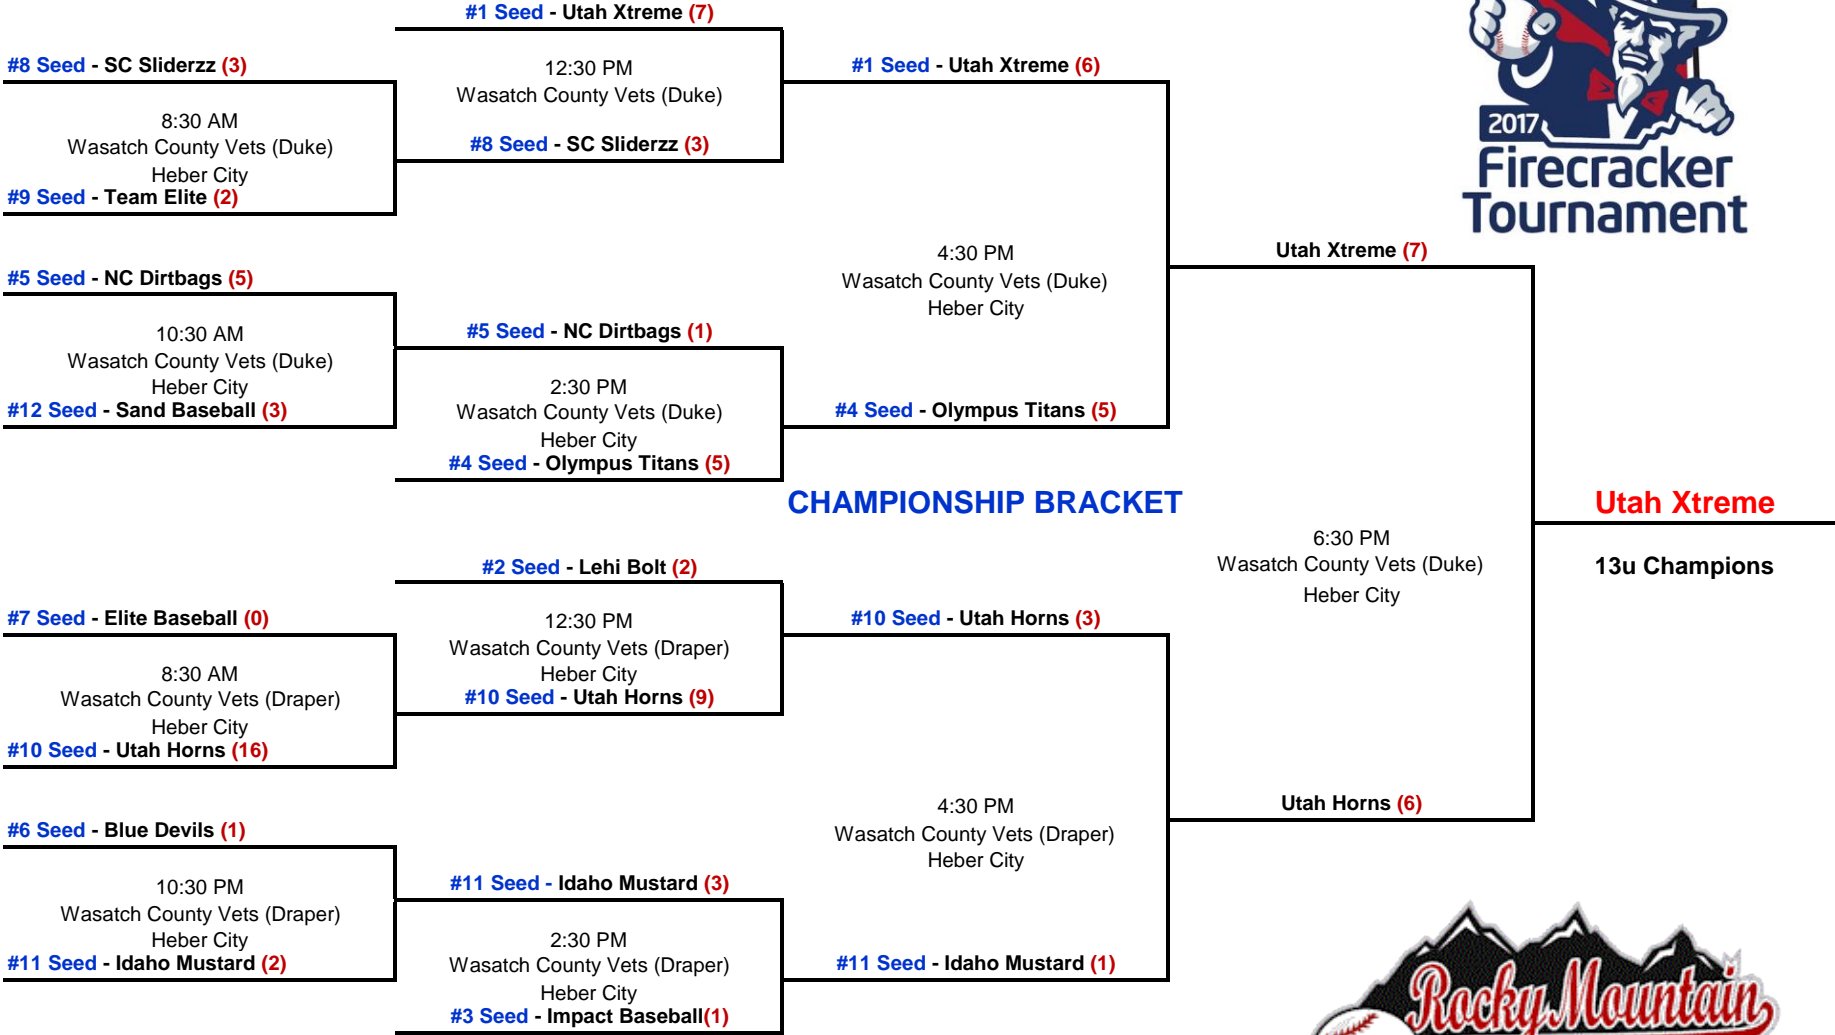 #1 Seed - Utah Xtreme (7)
#8 Seed - SC Sliderzz (3)
12:30 PM
Wasatch County Vets (Duke)
#1 Seed - Utah Xtreme (6)
8:30 AM
Wasatch County Vets (Duke)
Heber City
#9 Seed - Team Elite (2)
#8 Seed - SC Sliderzz (3)
2017
Firecracker
Tournament
#5 Seed - NC Dirtbags (5)
4:30 PM
Wasatch County Vets (Duke)
Heber City
Utah Xtreme (7)
10:30 AM
Wasatch County Vets (Duke)
Heber City
#12 Seed - Sand Baseball (3)
#5 Seed - NC Dirtbags (1)
2:30 PM
Wasatch County Vets (Duke)
Heber City
#4 Seed - Olympus Titans (5)
#4 Seed - Olympus Titans (5)
CHAMPIONSHIP BRACKET
Utah Xtreme
13u Champions
6:30 PM
Wasatch County Vets (Duke)
Heber City
#2 Seed - Lehi Bolt (2)
#7 Seed - Elite Baseball (0)
12:30 PM
Wasatch County Vets (Draper)
Heber City
#10 Seed - Utah Horns (9)
#10 Seed - Utah Horns (3)
8:30 AM
Wasatch County Vets (Draper)
Heber City
#10 Seed - Utah Horns (16)
4:30 PM
Wasatch County Vets (Draper)
Heber City
Utah Horns (6)
#6 Seed - Blue Devils (1)
10:30 PM
Wasatch County Vets (Draper)
Heber City
#11 Seed - Idaho Mustard (2)
#11 Seed - Idaho Mustard (3)
2:30 PM
Wasatch County Vets (Draper)
Heber City
#3 Seed - Impact Baseball(1)
#11 Seed - Idaho Mustard (1)
Rocky Mountain